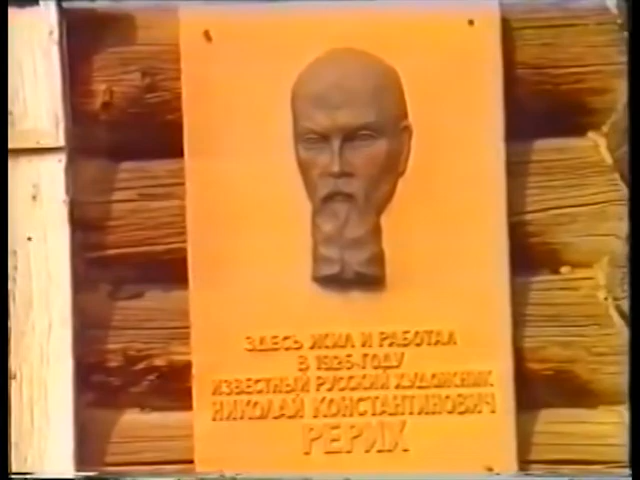 ЗДЕСЬ ЖИЛ И РАБОТАЛ
В 1926 ГОДУ
ИЗВЕСТНЫЙ РУССКИЙ ХУДОЖНИК
НИКОЛАЙ КОНСТАНТИНОВИЧ
РЕРИХ